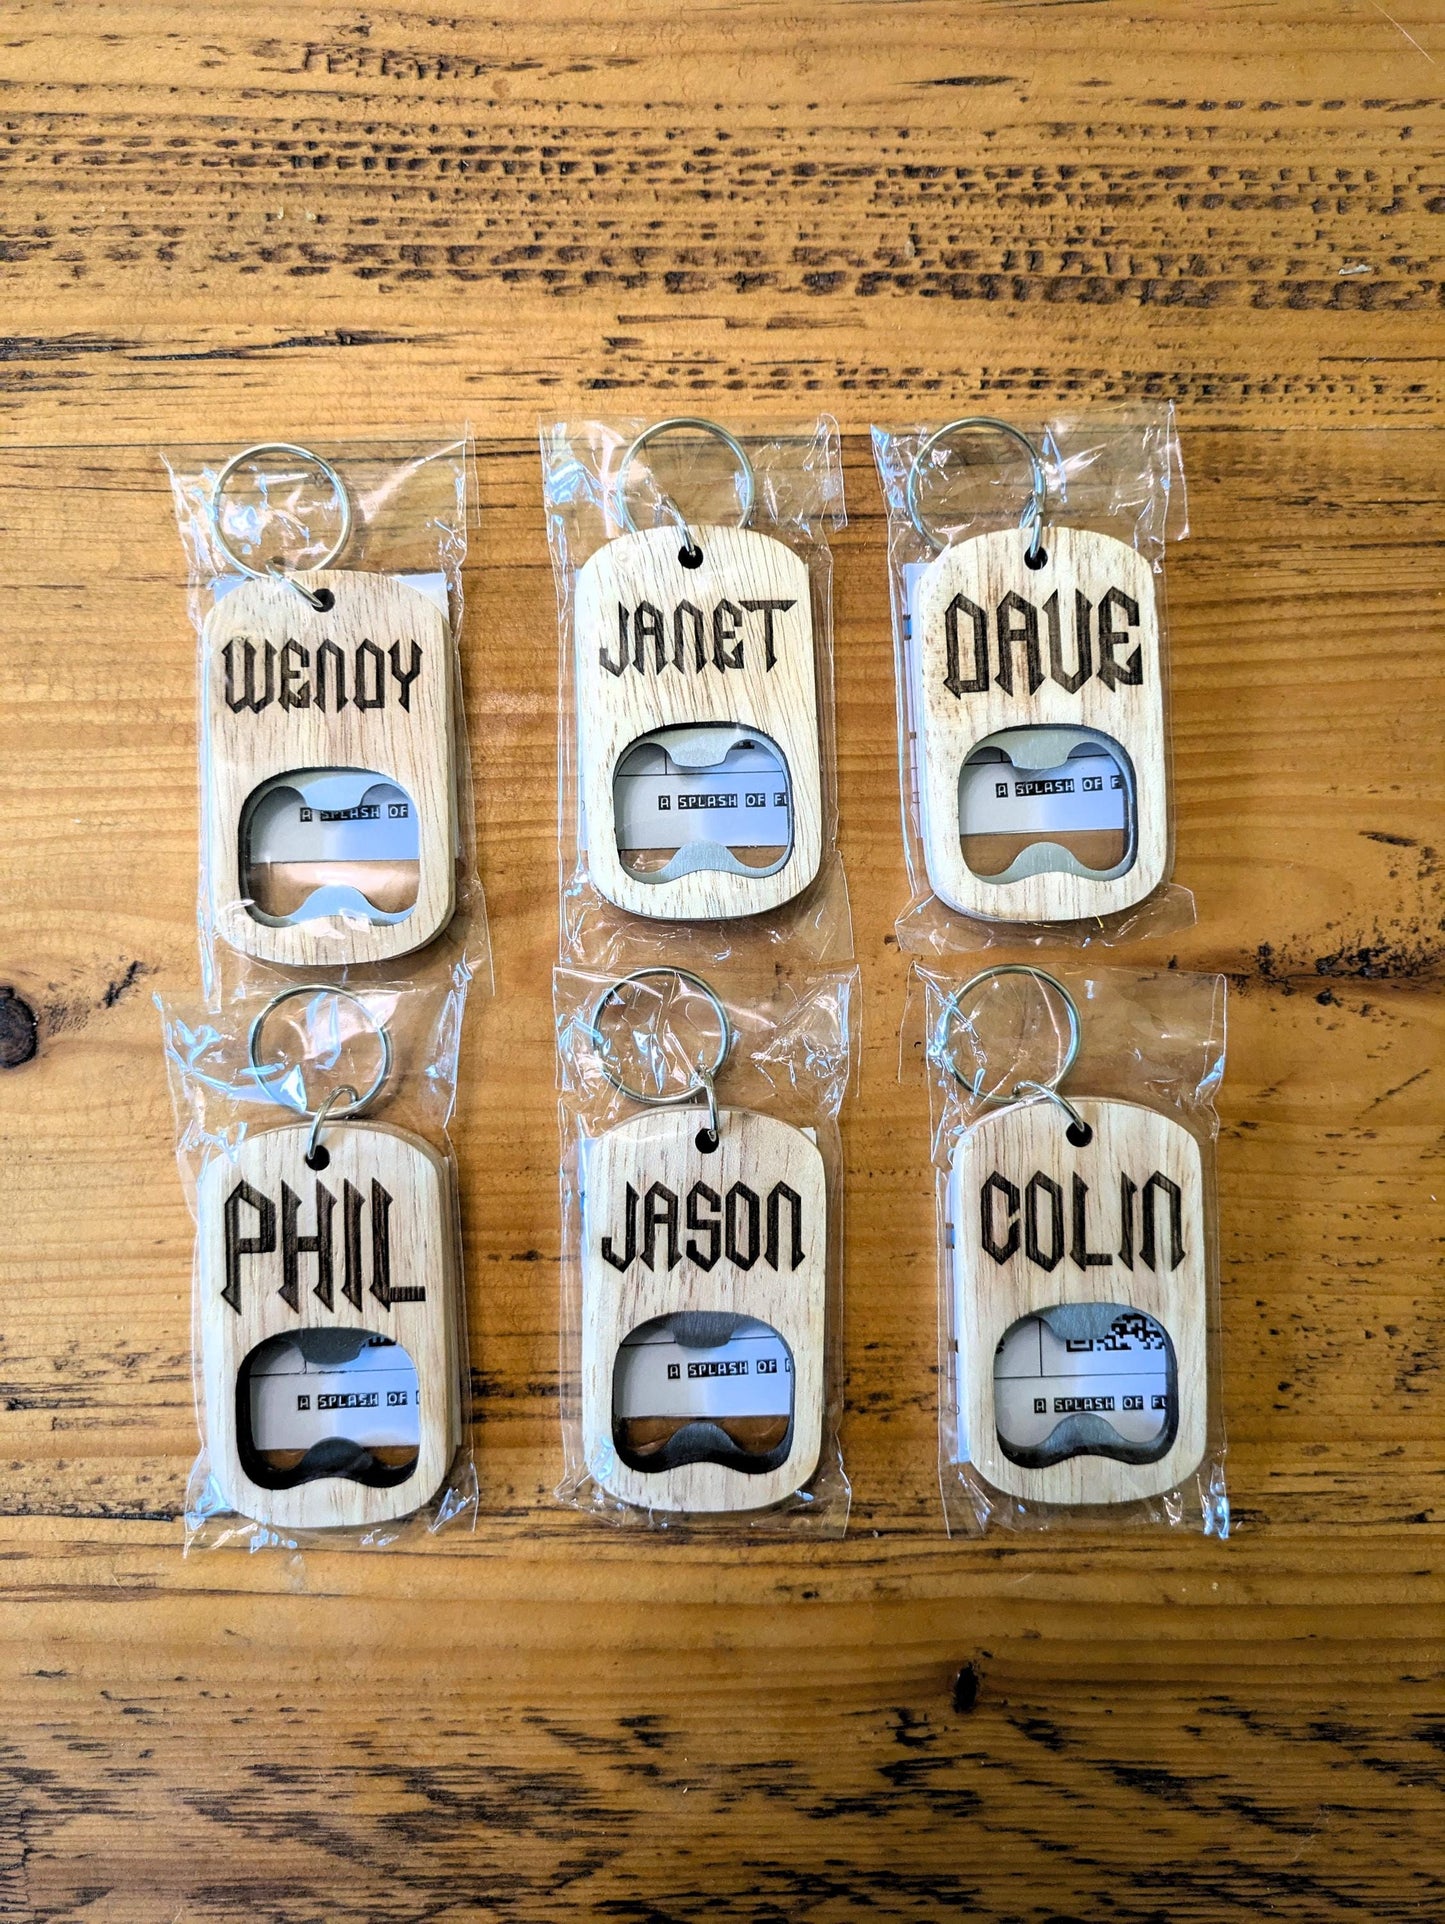 WENDY
JANET
DAVE
A SPLASH OF
A SPLASH OF
A SPLASH OF
PHIL
JASON
COLIN
A SPLASH OF
A SPLASH OF
A SPLASH OF